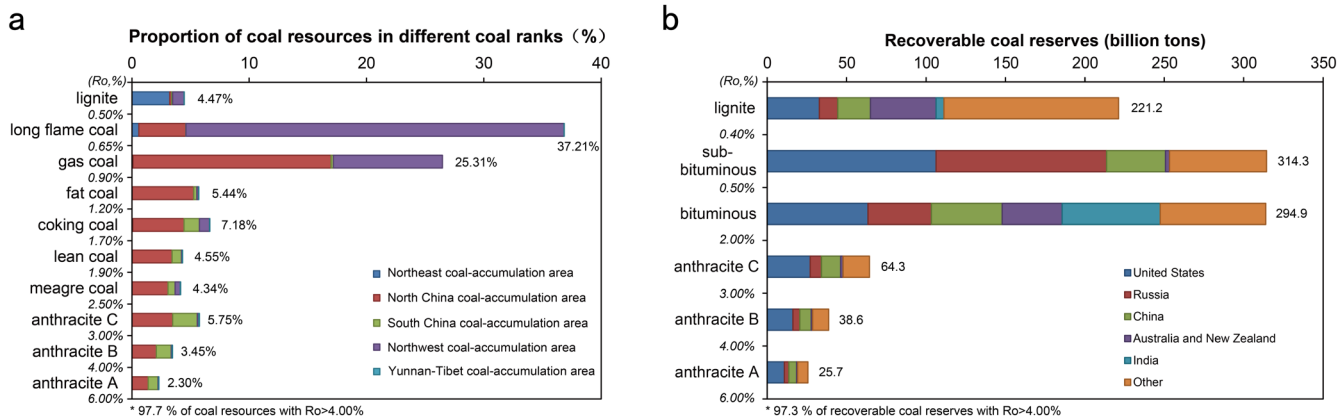 a
Proportion of coal resources in different coal ranks (%)
0 10 20 30 40
(Ro,%)
lignite 4.47%
0.50%
long flame coal
0.65% 37.21%
gas coal 25.31%
0.90%
fat coal 5.44%
1.20%
coking coal 7.18%
1.70%
lean coal 4.55%
1.90%
meagre coal 4.34%
2.50%
anthracite C 5.75%
3.00%
anthracite B 3.45%
4.00%
anthracite A 2.30%
6.00%
Northeast coal-accumulation area
North China coal-accumulation area
South China coal-accumulation area
Northwest coal-accumulation area
Yunnan-Tibet coal-accumulation area
* 97.7 % of coal resources with Ro>4.00%
b
Recoverable coal reserves (billion tons)
0 50 100 150 200 250 300 350
(Ro,%)
lignite 221.2
0.40%
sub-
bituminous 314.3
0.50%
bituminous 294.9
2.00%
anthracite C 64.3
3.00%
anthracite B 38.6
4.00%
anthracite A 25.7
6.00%
United States
Russia
China
Australia and New Zealand
India
Other
* 97.3 % of recoverable coal reserves with Ro>4.00%